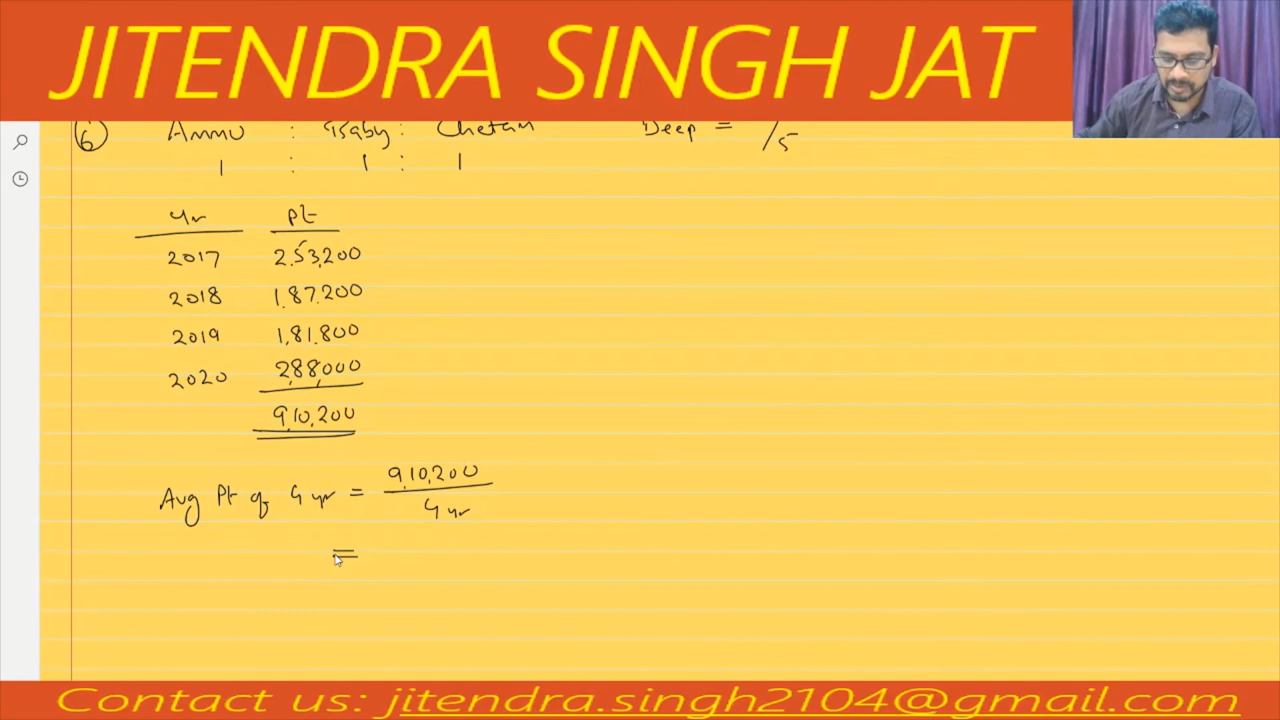 JITENDRA SINGH JAT
6 Ammu : Baby : Chetan Deep = /5
1 : 1 : 1
Yr Pt
2017 2,53,200
2018 1,87,200
2019 1,81,800
2020 2,88,000
9,10,200
Avg Pt of 4 yr = 9,10,200
4 yr
=
Contact us: jitendra.singh2104@gmail.com